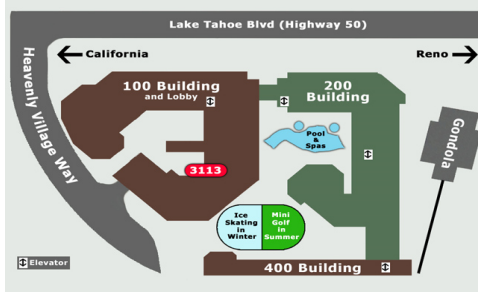 Lake Tahoe Blvd (Highway 50)
California
Reno
Heavenly Village Way
100 Building
and Lobby
200
Building
Gondola
Pool
&
Spas
3113
Ice
Skating
in
Winter
Mini
Golf
in
Summer
400 Building
Elevator